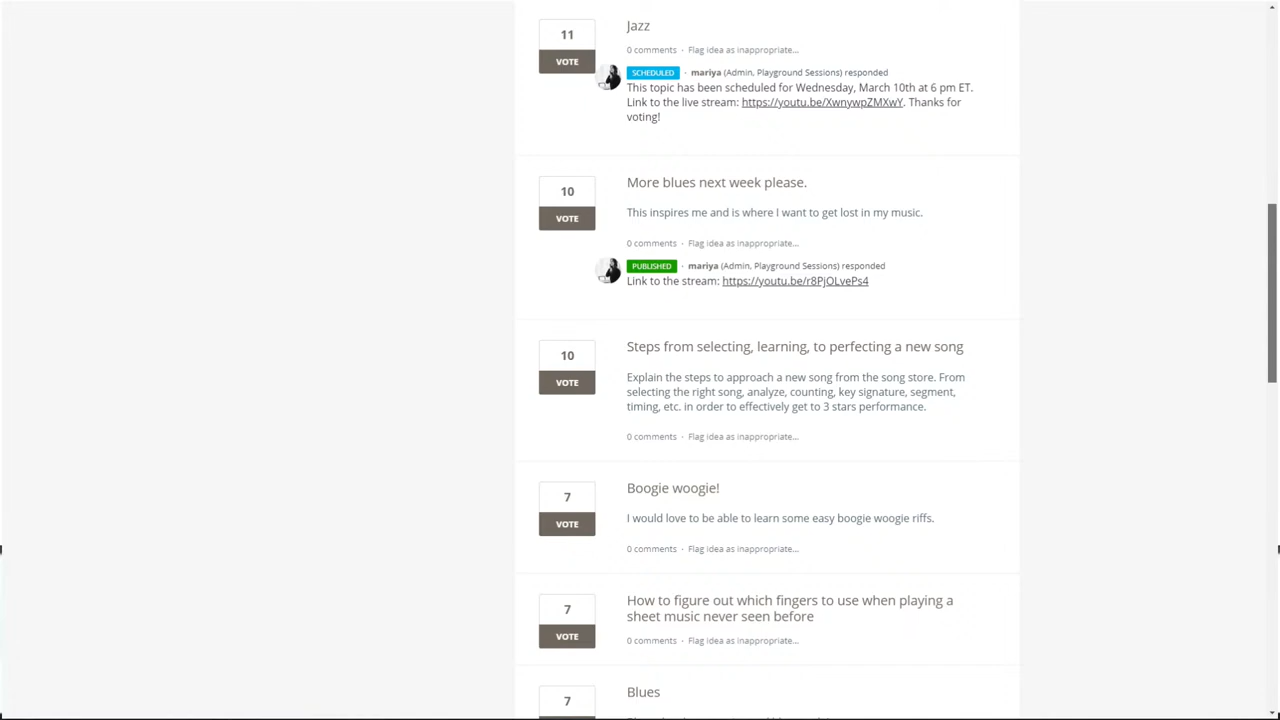 11
VOTE
Jazz
0 comments · Flag idea as inappropriate...
SCHEDULED · mariya (Admin, Playground Sessions) responded
This topic has been scheduled for Wednesday, March 10th at 6 pm ET.
Link to the live stream: https://youtu.be/XwnywpZMXwY. Thanks for
voting!
10
VOTE
More blues next week please.
This inspires me and is where I want to get lost in my music.
0 comments · Flag idea as inappropriate...
PUBLISHED · mariya (Admin, Playground Sessions) responded
Link to the stream: https://youtu.be/r8PjOLvePs4
10
VOTE
Steps from selecting, learning, to perfecting a new song
Explain the steps to approach a new song from the song store. From
selecting the right song, analyze, counting, key signature, segment,
timing, etc. in order to effectively get to 3 stars performance.
0 comments · Flag idea as inappropriate...
7
VOTE
Boogie woogie!
I would love to be able to learn some easy boogie woogie riffs.
0 comments · Flag idea as inappropriate...
7
VOTE
How to figure out which fingers to use when playing a
sheet music never seen before
0 comments · Flag idea as inappropriate...
7
Blues